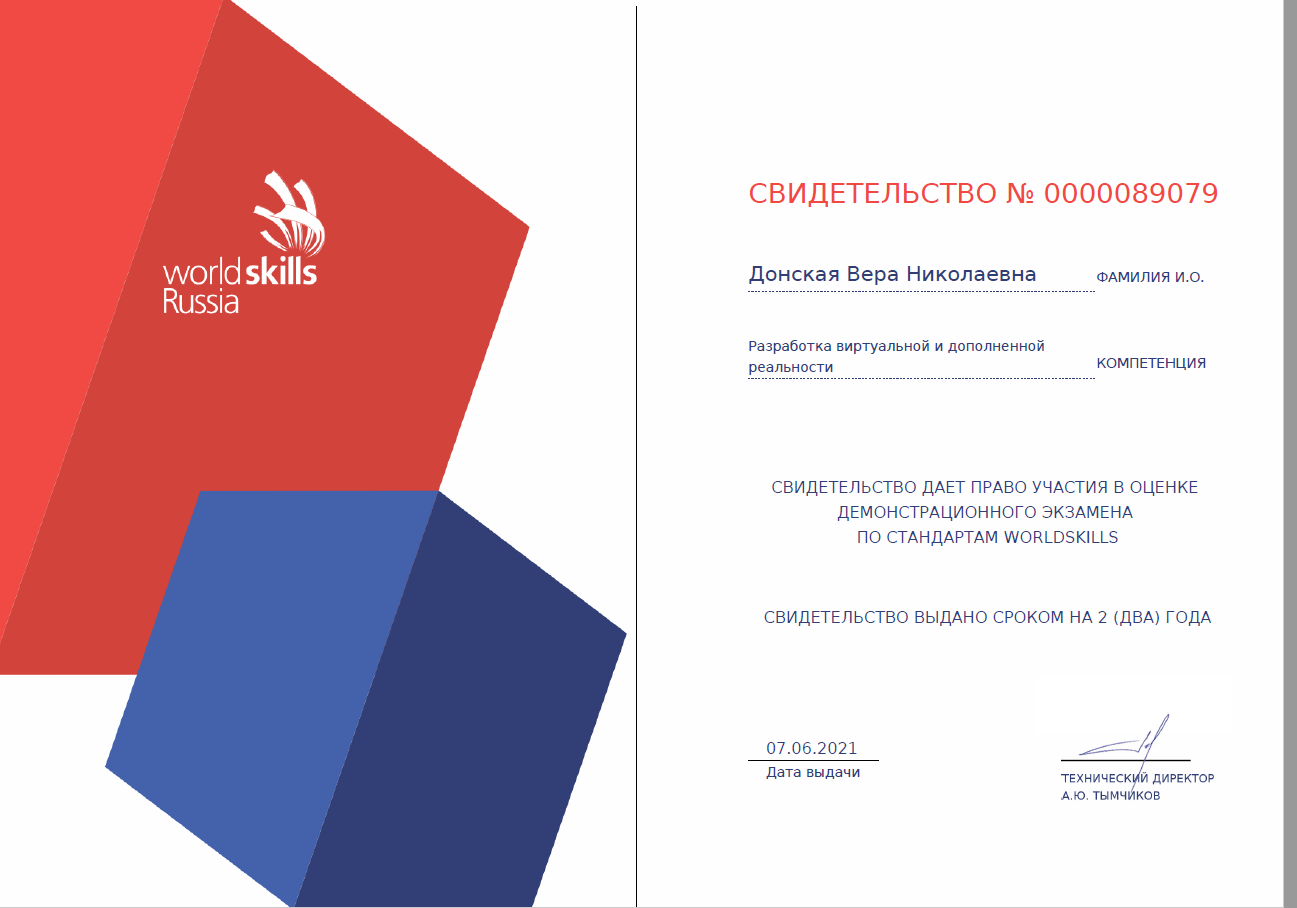 world skills
Russia
СВИДЕТЕЛЬСТВО № 0000089079
Донская Вера Николаевна ФАМИЛИЯ И.О.
Разработка виртуальной и дополненной
реальности КОМПЕТЕНЦИЯ
СВИДЕТЕЛЬСТВО ДАЕТ ПРАВО УЧАСТИЯ В ОЦЕНКЕ
ДЕМОНСТРАЦИОННОГО ЭКЗАМЕНА
ПО СТАНДАРТАМ WORLDSKILLS
СВИДЕТЕЛЬСТВО ВЫДАНО СРОКОМ НА 2 (ДВА) ГОДА
07.06.2021
Дата выдачи
ТЕХНИЧЕСКИЙ ДИРЕКТОР
А.Ю. ТЫМЧИКОВ